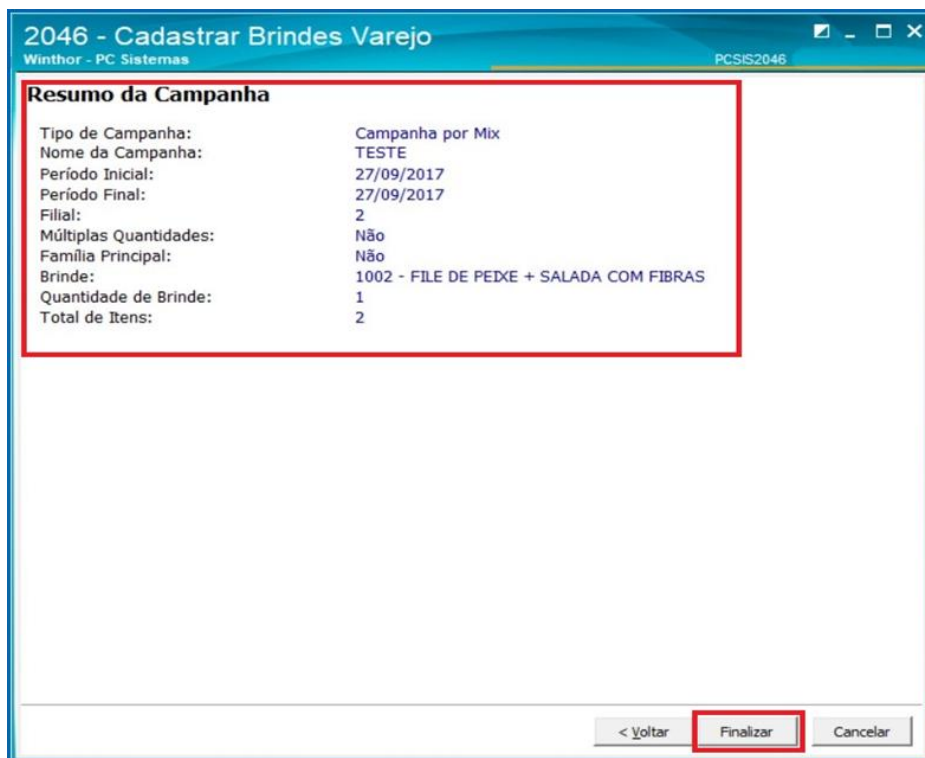 2046 - Cadastrar Brindes Varejo
Winthor - PC Sistemas PCSIS2046
Resumo da Campanha
Tipo de Campanha: Campanha por Mix
Nome da Campanha: TESTE
Período Inicial: 27/09/2017
Período Final: 27/09/2017
Filial: 2
Múltiplas Quantidades: Não
Família Principal: Não
Brinde: 1002 - FILE DE PEIXE + SALADA COM FIBRAS
Quantidade de Brinde: 1
Total de Itens: 2
< Voltar Finalizar Cancelar